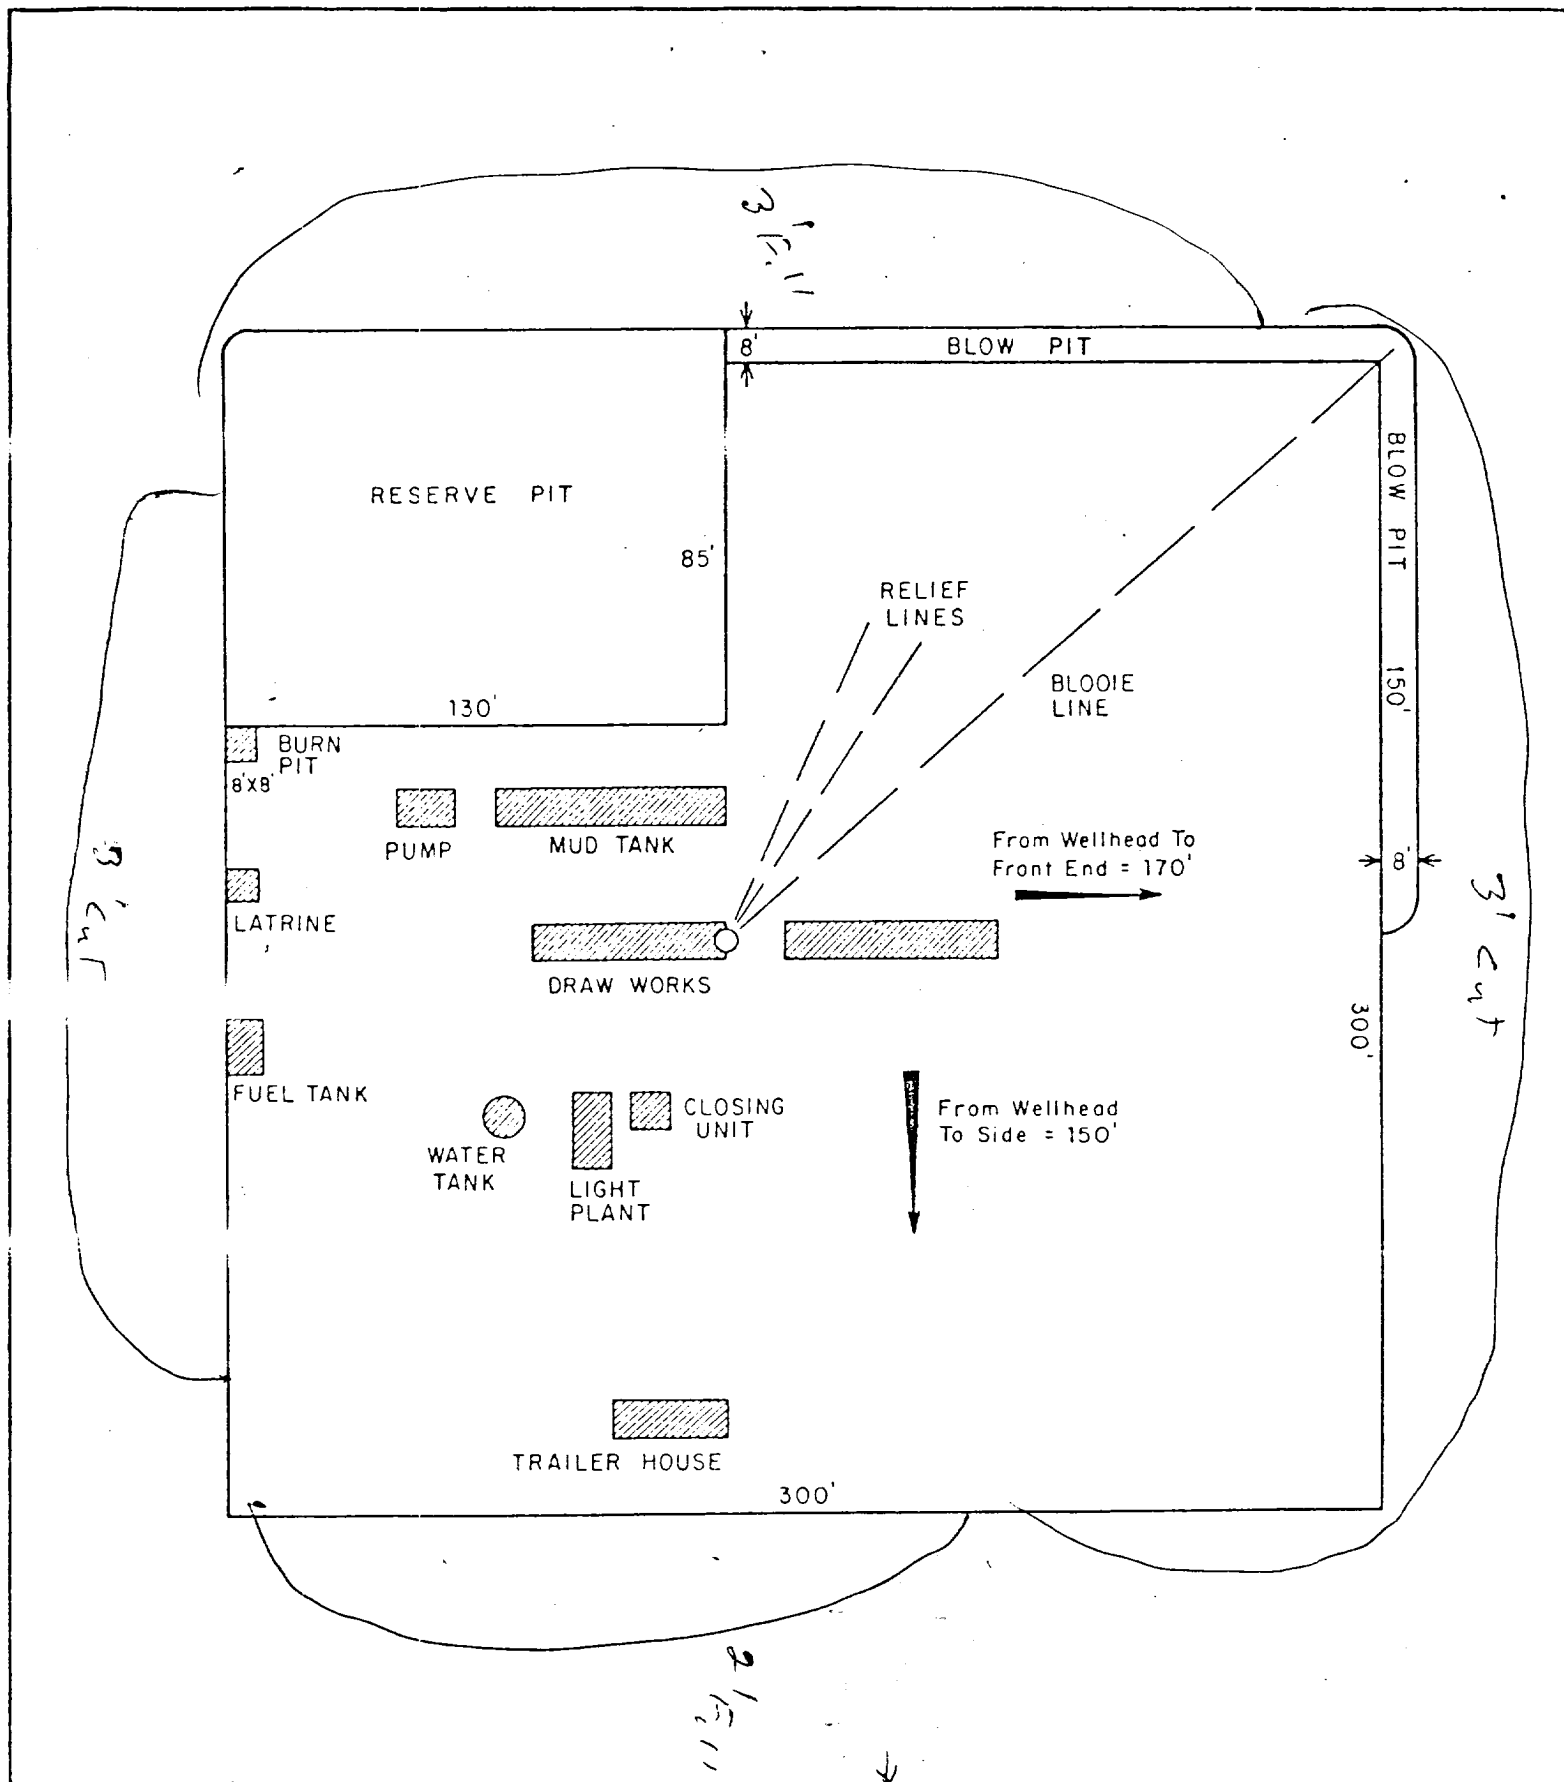 3' Fill
8'
BLOW PIT
BLOW PIT
RESERVE PIT
85'
RELIEF
LINES
BLOOIE
LINE
150'
130'
BURN
PIT
8'X8'
PUMP
MUD TANK
From Wellhead To
Front End = 170'
8'
3' Cut
3' Cut
LATRINE
DRAW WORKS
300'
FUEL TANK
CLOSING
UNIT
From Wellhead
To Side = 150'
WATER
TANK
LIGHT
PLANT
TRAILER HOUSE
300'
2' Fill